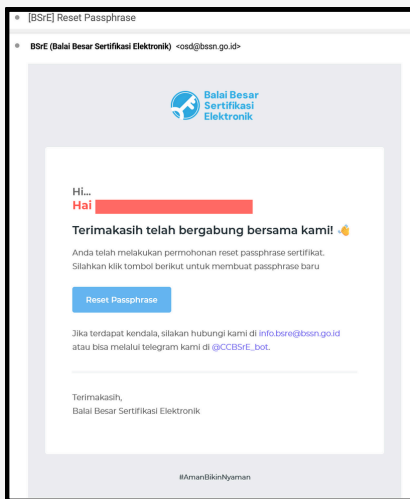 [BSrE] Reset Passphrase
BSrE (Balai Besar Sertifikasi Elektronik) <osd@bssn.go.id>
Balai Besar
Sertifikasi
Elektronik
Hi...
Hai
Terimakasih telah bergabung bersama kami! 👋
Anda telah melakukan permohonan reset passphrase sertifikat.
Silahkan klik tombol berikut untuk membuat passphrase baru
Reset Passphrase
Jika terdapat kendala, silakan hubungi kami di info.bsre@bssn.go.id
atau bisa melalui telegram kami di @CCBSrE_bot.
Terimakasih,
Balai Besar Sertifikasi Elektronik
#AmanBikinNyaman